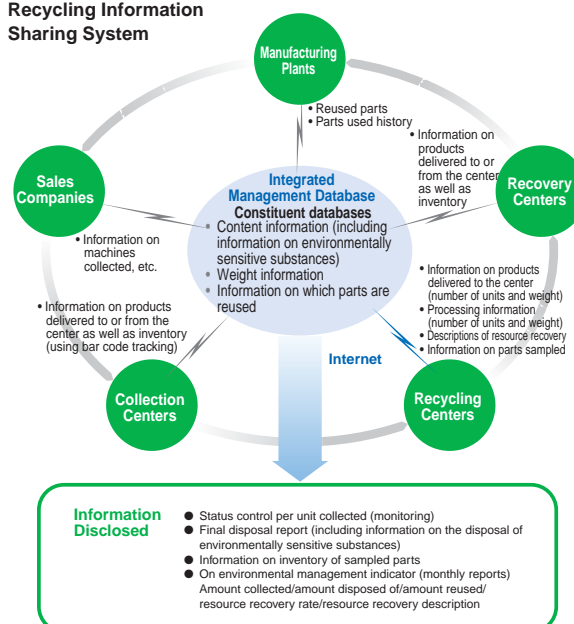 Recycling Information
Sharing System
Manufacturing
Plants
• Reused parts
• Parts used history
• Information on
products
delivered to or
from the center
as well as
inventory
Sales
Companies
Recovery
Centers
Integrated
Management Database
Constituent databases
• Content information (including
information on environmentally
sensitive substances)
• Weight information
• Information on which parts are
reused
• Information on
machines
collected, etc.
• Information on products
delivered to the center
(number of units and weight)
• Processing information
(number of units and weight)
• Descriptions of resource recovery
• Information on parts sampled
• Information on products
delivered to or from the
center as well as inventory
(using bar code tracking)
Internet
Collection
Centers
Recycling
Centers
Information
Disclosed
● Status control per unit collected (monitoring)
● Final disposal report (including information on the disposal of
environmentally sensitive substances)
● Information on inventory of sampled parts
● On environmental management indicator (monthly reports)
Amount collected/amount disposed of/amount reused/
resource recovery rate/resource recovery description